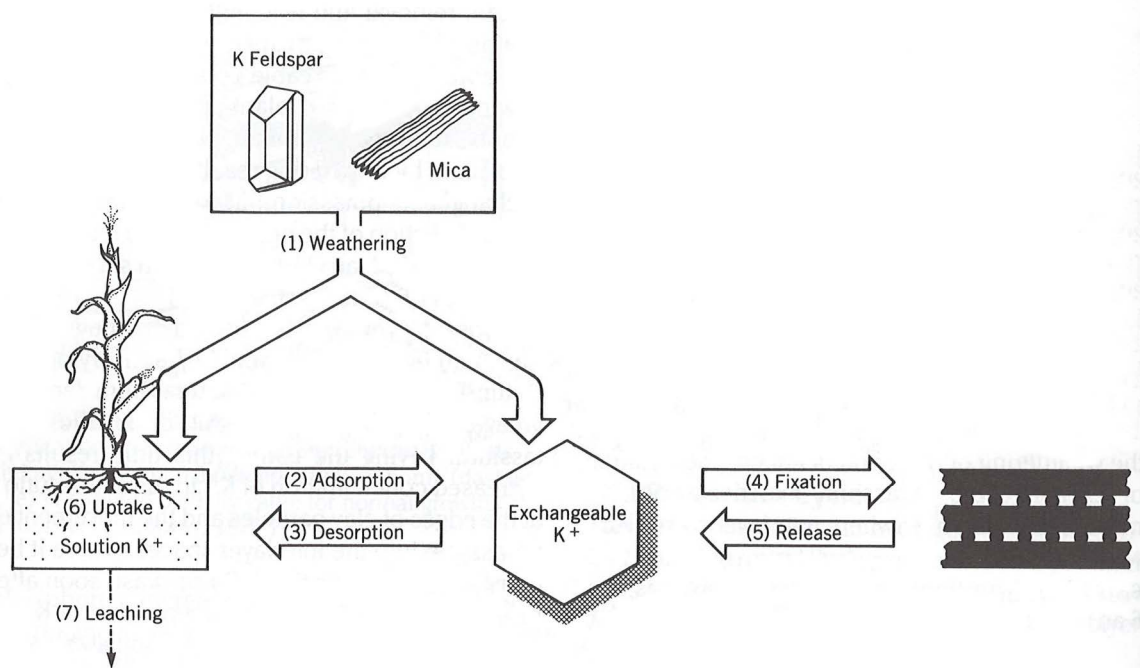 K Feldspar
Mica
(1) Weathering
(2) Adsorption
(3) Desorption
(4) Fixation
(5) Release
(6) Uptake
Solution K+
Exchangeable
K+
(7) Leaching